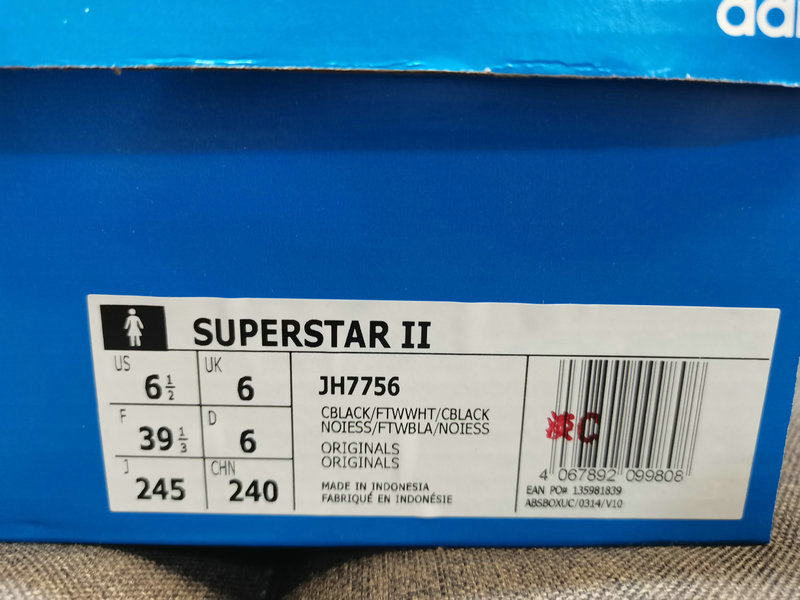 adi
SUPERSTAR II
US 6 1/2 UK 6
F 39 1/3 D 6
J 245 CHN 240
JH7756
CBLACK/FTWWHT/CBLACK
NOIESS/FTWBLA/NOIESS
ORIGINALS
ORIGINALS
MADE IN INDONESIA
FABRIQUÉ EN INDONÉSIE
C
4 067892 099808
EAN PO# 135981839
ABSBOXUC/0314/V10